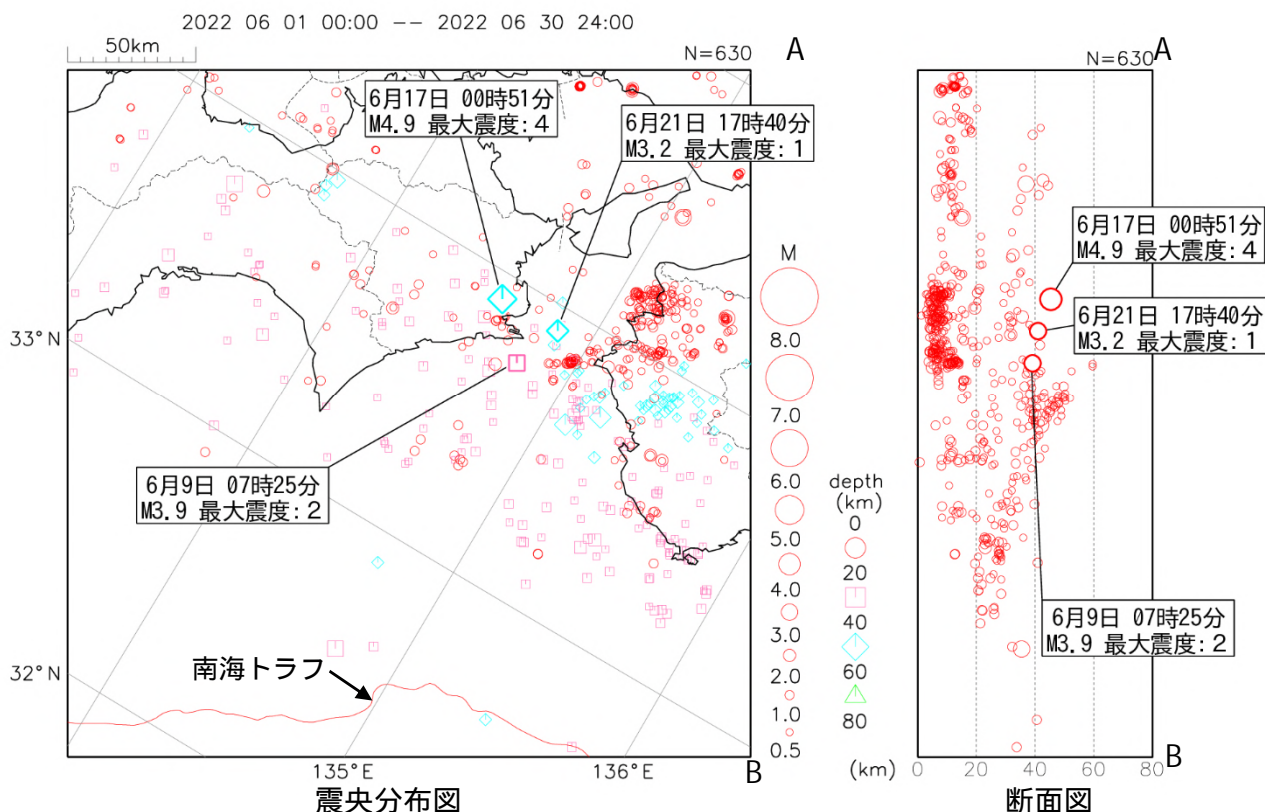 2022 06 01 00:00 -- 2022 06 30 24:00
50km
N=630
A
6月17日 00時51分
M4.9 最大震度:4
6月21日 17時40分
M3.2 最大震度:1
6月9日 07時25分
M3.9 最大震度:2
33°N
32°N
南海トラフ
135°E
136°E
B
震央分布図
M
8.0
7.0
6.0
5.0
4.0
3.0
2.0
1.0
0.5
depth
(km)
0
20
40
60
80
(km)
A
N=630
6月17日 00時51分
M4.9 最大震度:4
6月21日 17時40分
M3.2 最大震度:1
6月9日 07時25分
M3.9 最大震度:2
B
0 20 40 60 80
断面図